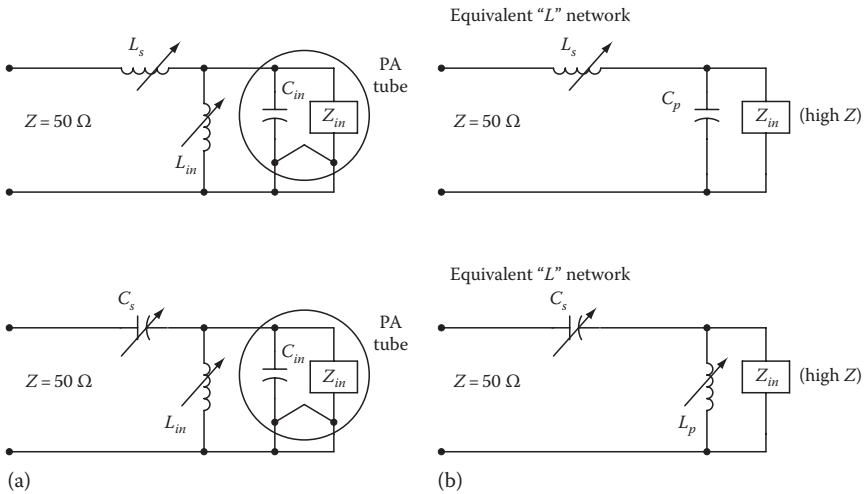 Equivalent "L" network
L_s
PA
tube
C_in
Z_in
Z = 50 Ω
L_in
L_s
C_p
Z_in
(high Z)
Z = 50 Ω
Equivalent "L" network
C_s
PA
tube
C_in
Z_in
Z = 50 Ω
L_in
C_s
Z_in
(high Z)
Z = 50 Ω
L_p
(a)
(b)